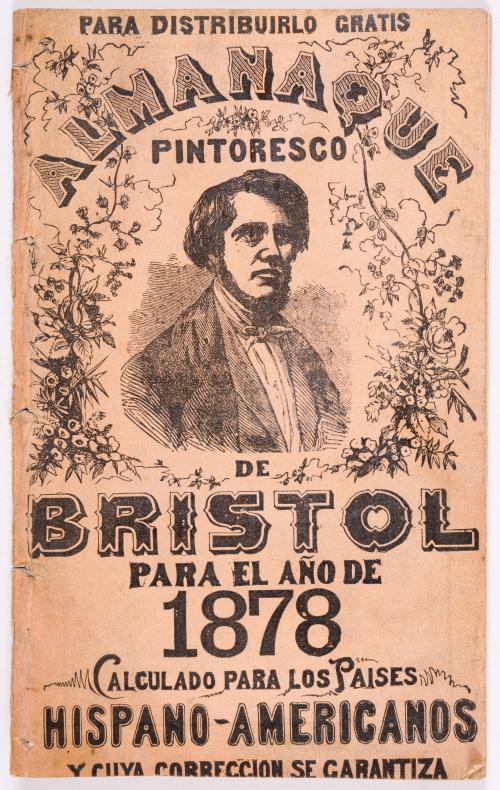 PARA DISTRIBUIRLO GRATIS
ALMANAQUE
PINTORESCO
DE
BRISTOL
PARA EL AÑO DE
1878
CALCULADO PARA LOS PAISES
HISPANO-AMERICANOS
Y CUYA CORRECCION SE GARANTIZA